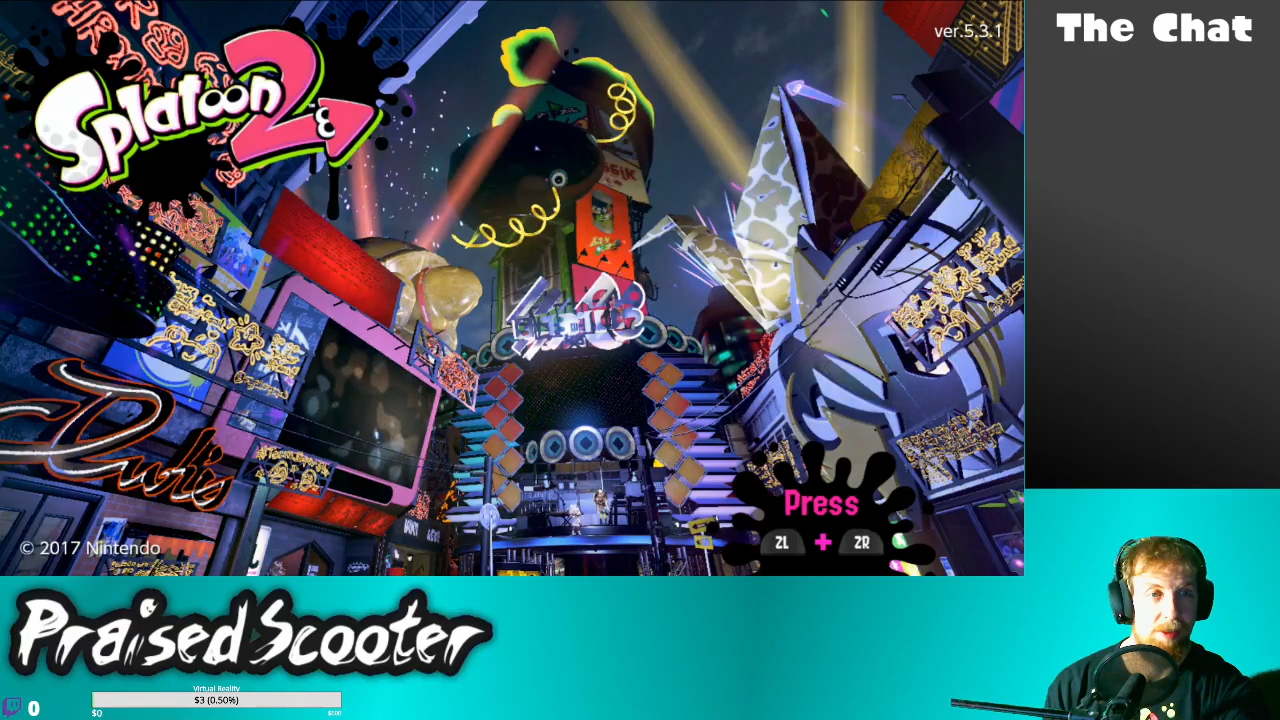 Splatoon 2
ver.5.3.1
The Chat
Press
ZL + ZR
© 2017 Nintendo
PraisedScooter
Virtual Reality
$3 (0.50%)
0
$0
$600